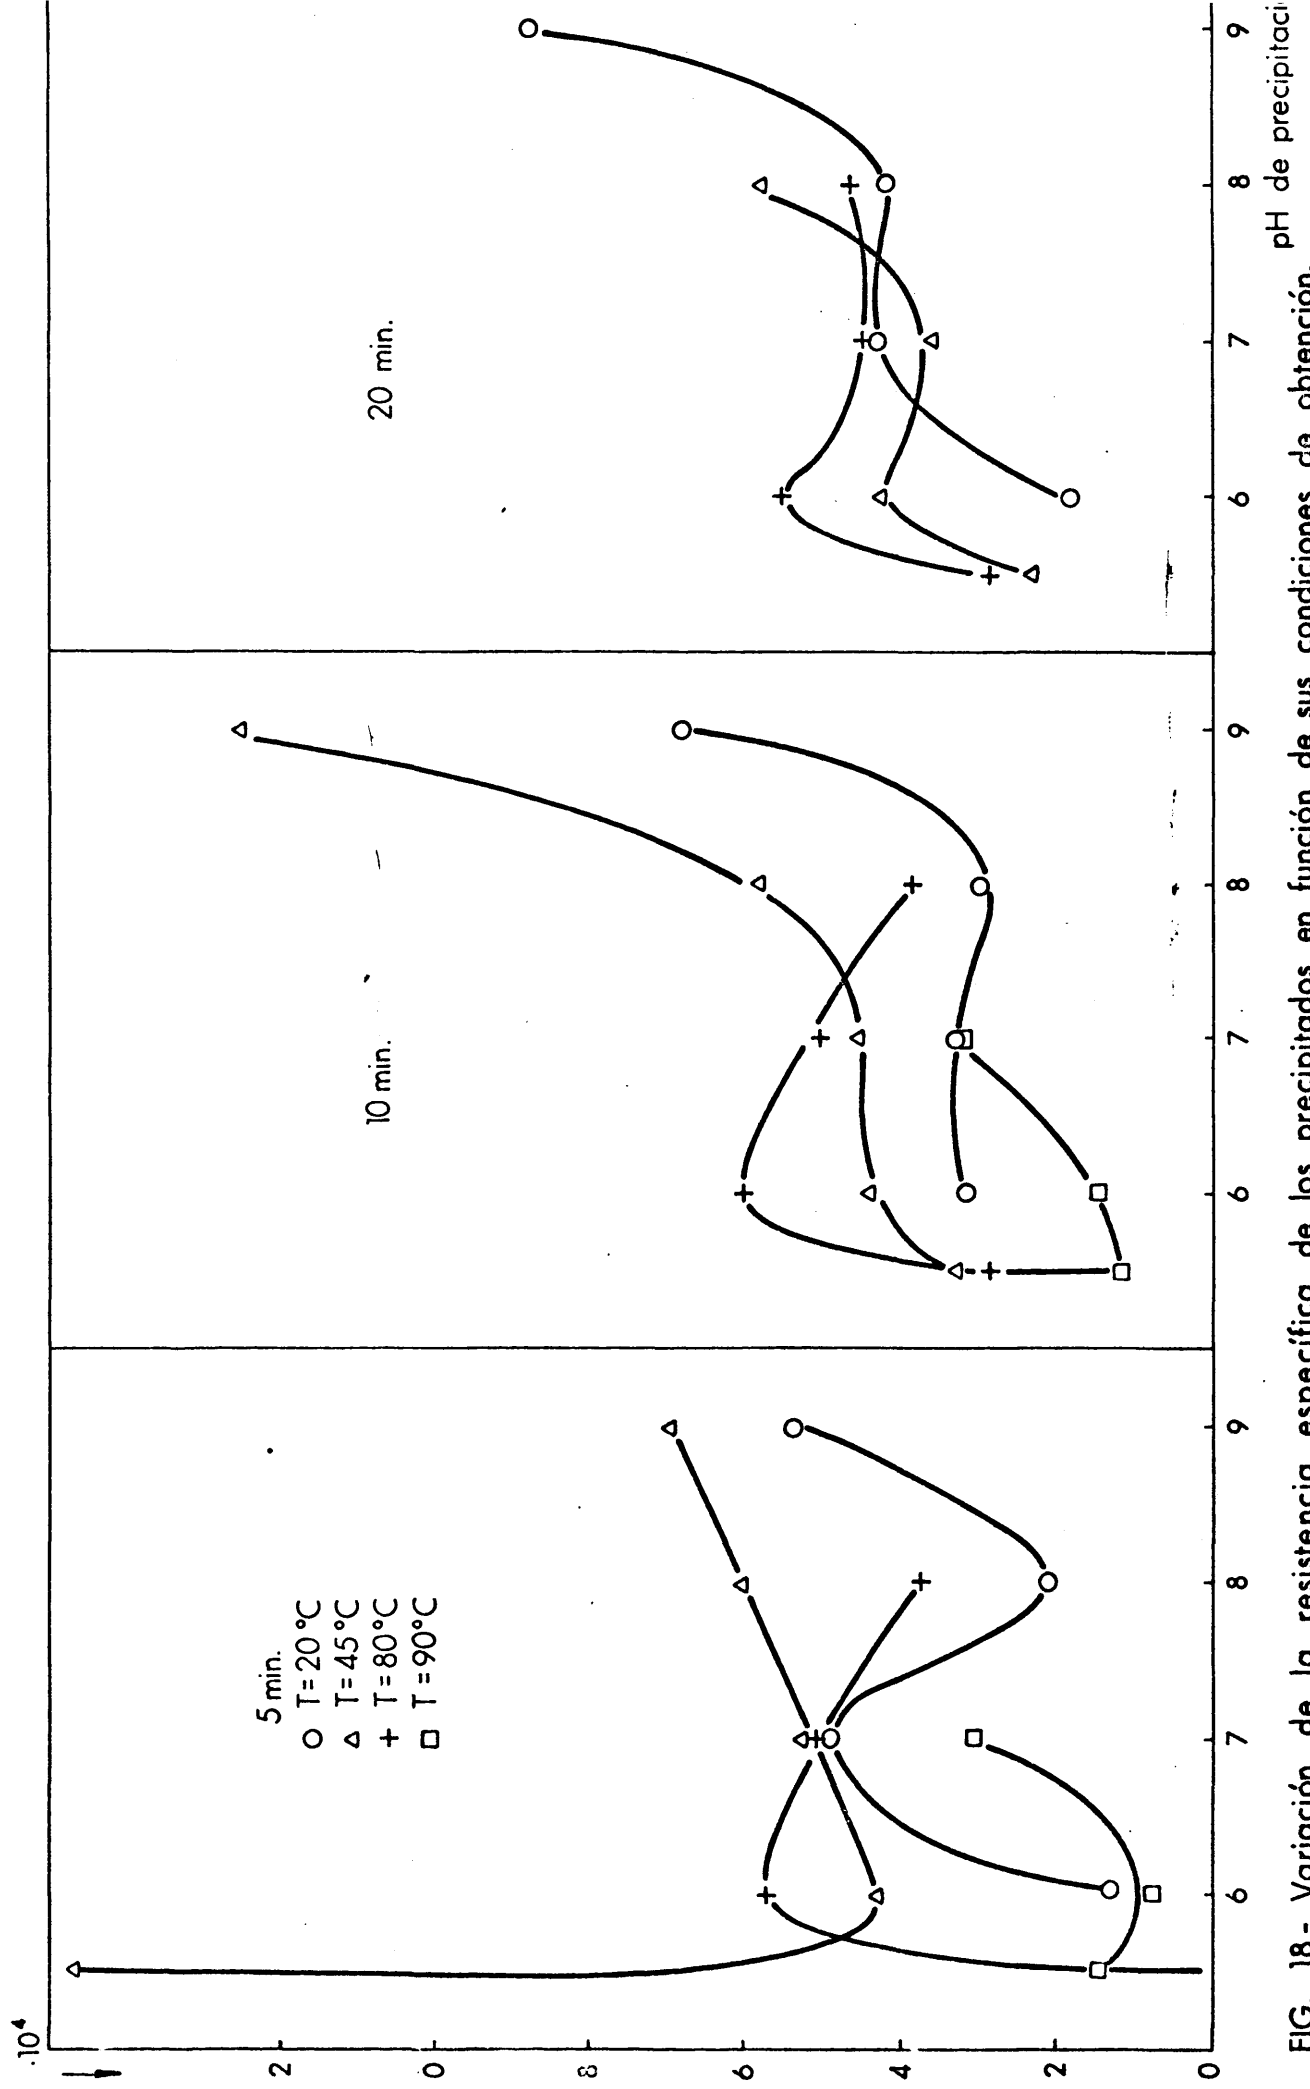 .10⁴
2
0
8
6
4
2
0
5 min.
O T=20°C
△ T=45°C
+ T=80°C
□ T=90°C
10 min.
20 min.
6
7
8
9
6
7
8
9
6
7
8
9
pH de precipitaci
FIG. 18.- Variación de la resistencia específica de los precipitados en función de sus condiciones de obtención.